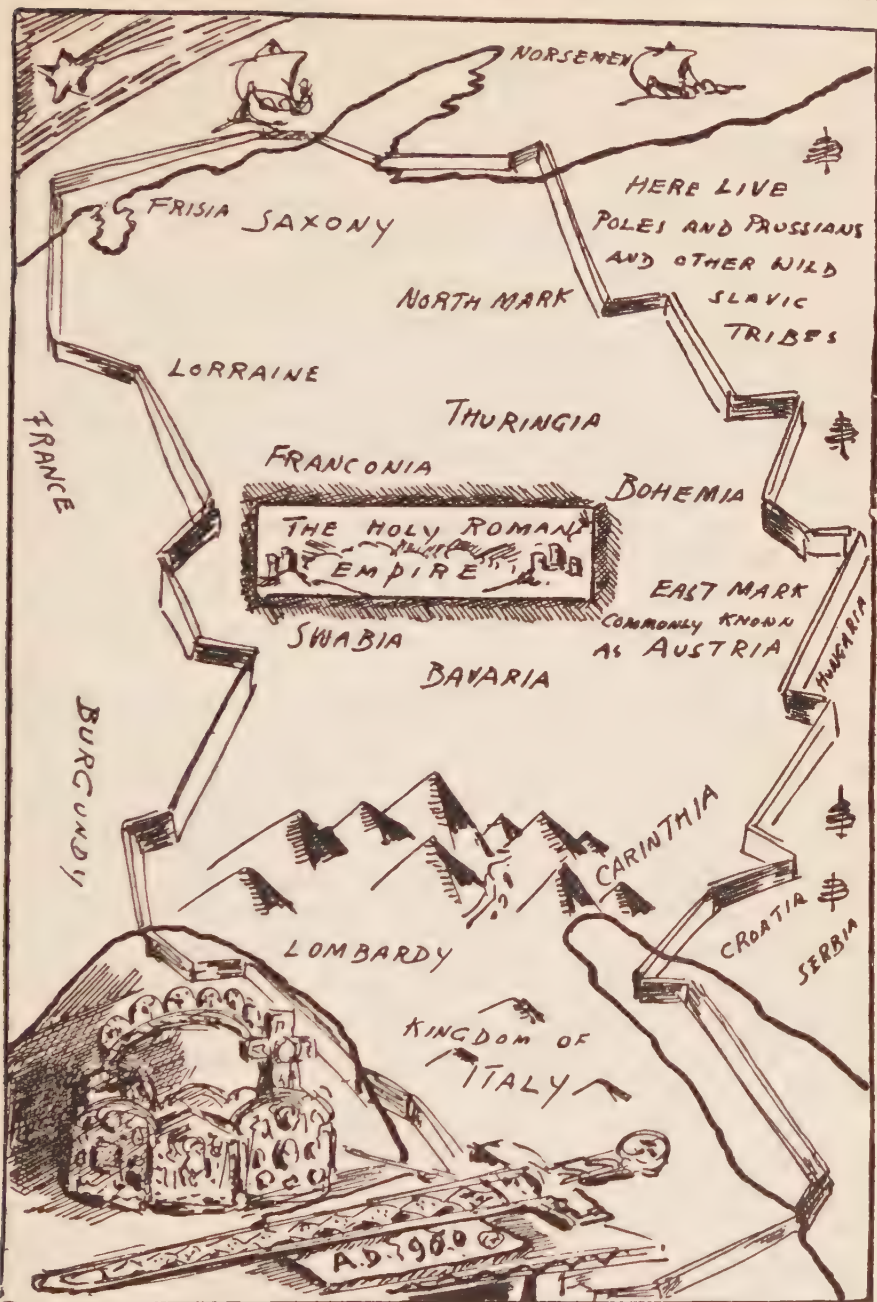 NORSEMEN
HERE LIVE
POLES AND PRUSSIANS
AND OTHER WILD
SLAVIC
TRIBES
FRISIA
SAXONY
NORTH MARK
LORRAINE
THURINGIA
FRANCE
FRANCONIA
BOHEMIA
THE HOLY ROMAN
EMPIRE
EAST MARK
COMMONLY KNOWN
AS AUSTRIA
HUNGARIA
SWABIA
BAVARIA
BURGUNDY
CARINTHIA
CROATIA
SERBIA
LOMBARDY
KINGDOM OF
ITALY
A.D.